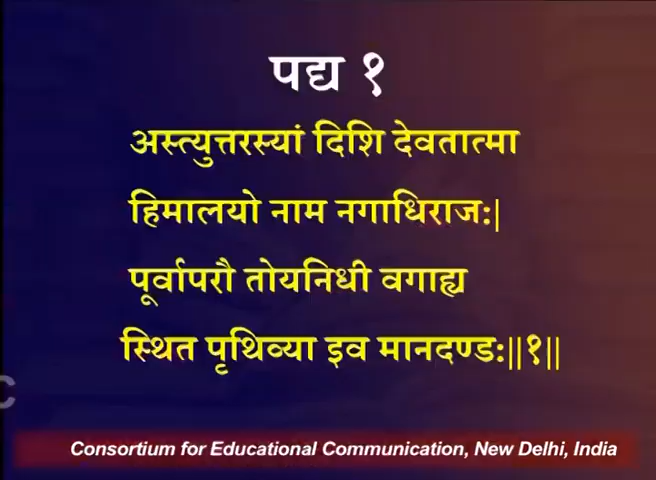 पद्य १
अस्त्युत्तरस्यां दिशि देवतात्मा
हिमालयो नाम नगाधिराजः|
पूर्वापरौ तोयनिधी वगाह्य
स्थित पृथिव्या इव मानदण्डः||१||
C
Consortium for Educational Communication, New Delhi, India